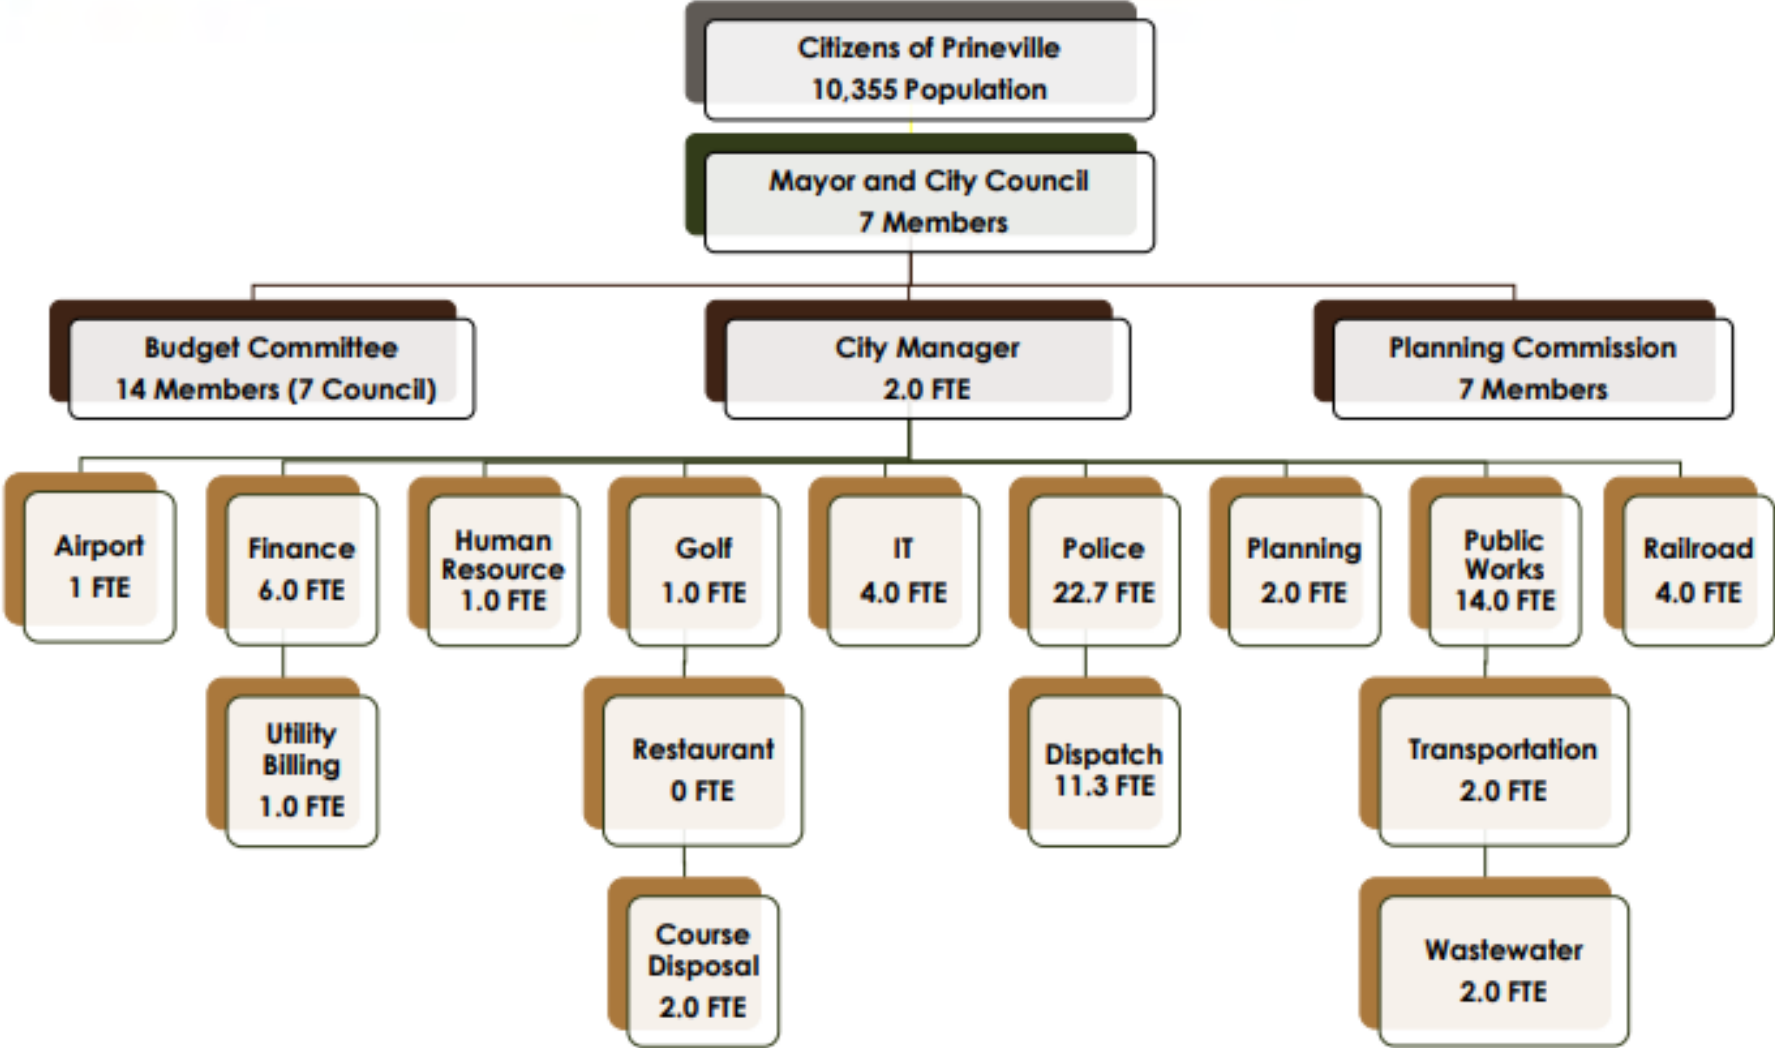 Citizens of Prineville
10,355 Population
Mayor and City Council
7 Members
Budget Committee
14 Members (7 Council)
City Manager
2.0 FTE
Planning Commission
7 Members
Airport
1 FTE
Finance
6.0 FTE
Human
Resource
1.0 FTE
Golf
1.0 FTE
IT
4.0 FTE
Police
22.7 FTE
Planning
2.0 FTE
Public
Works
14.0 FTE
Railroad
4.0 FTE
Utility
Billing
1.0 FTE
Restaurant
0 FTE
Dispatch
11.3 FTE
Transportation
2.0 FTE
Course
Disposal
2.0 FTE
Wastewater
2.0 FTE